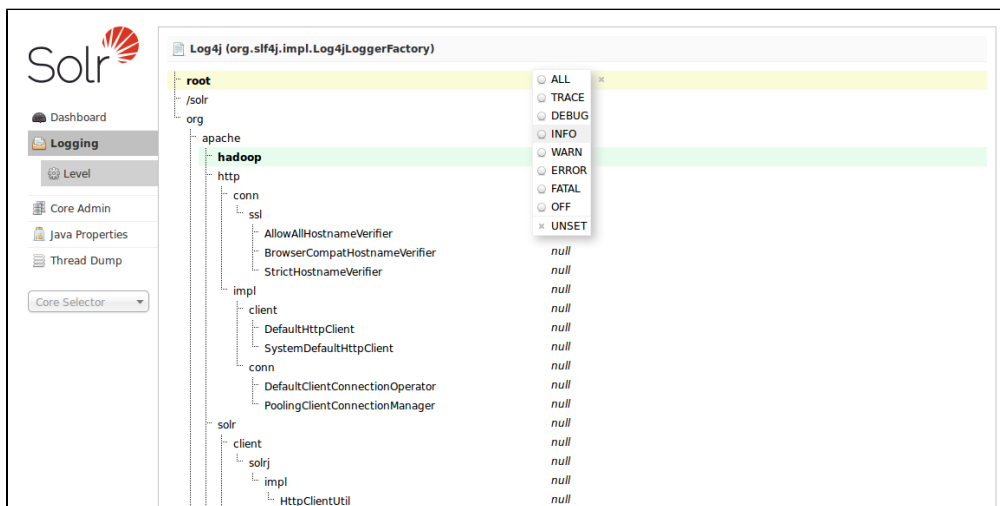 Solr
Dashboard
Logging
Level
Core Admin
Java Properties
Thread Dump
Core Selector
Log4j (org.slf4j.impl.Log4jLoggerFactory)
root
/solr
org
apache
hadoop
http
conn
ssl
AllowAllHostnameVerifier
BrowserCompatHostnameVerifier null
StrictHostnameVerifier null
impl null
client null
DefaultHttpClient null
SystemDefaultHttpClient null
conn null
DefaultClientConnectionOperator null
PoolingClientConnectionManager null
solr null
client null
solrj null
impl null
HttpClientUtil null
ALL
TRACE
DEBUG
INFO
WARN
ERROR
FATAL
OFF
UNSET